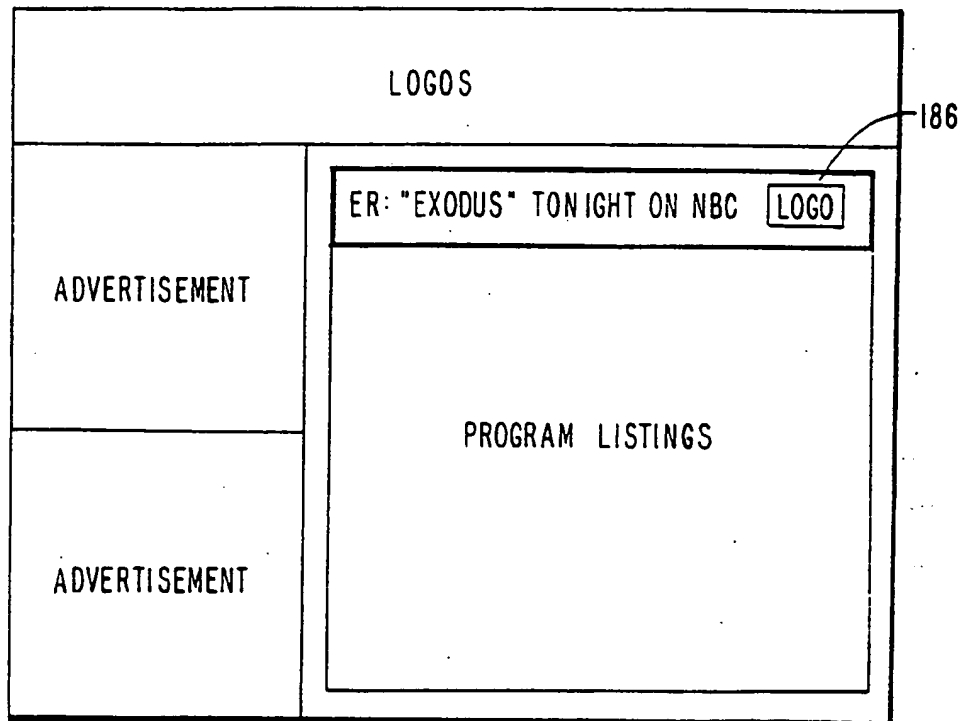 LOGOS
186
ER: "EXODUS" TONIGHT ON NBC LOGO
ADVERTISEMENT
PROGRAM LISTINGS
ADVERTISEMENT